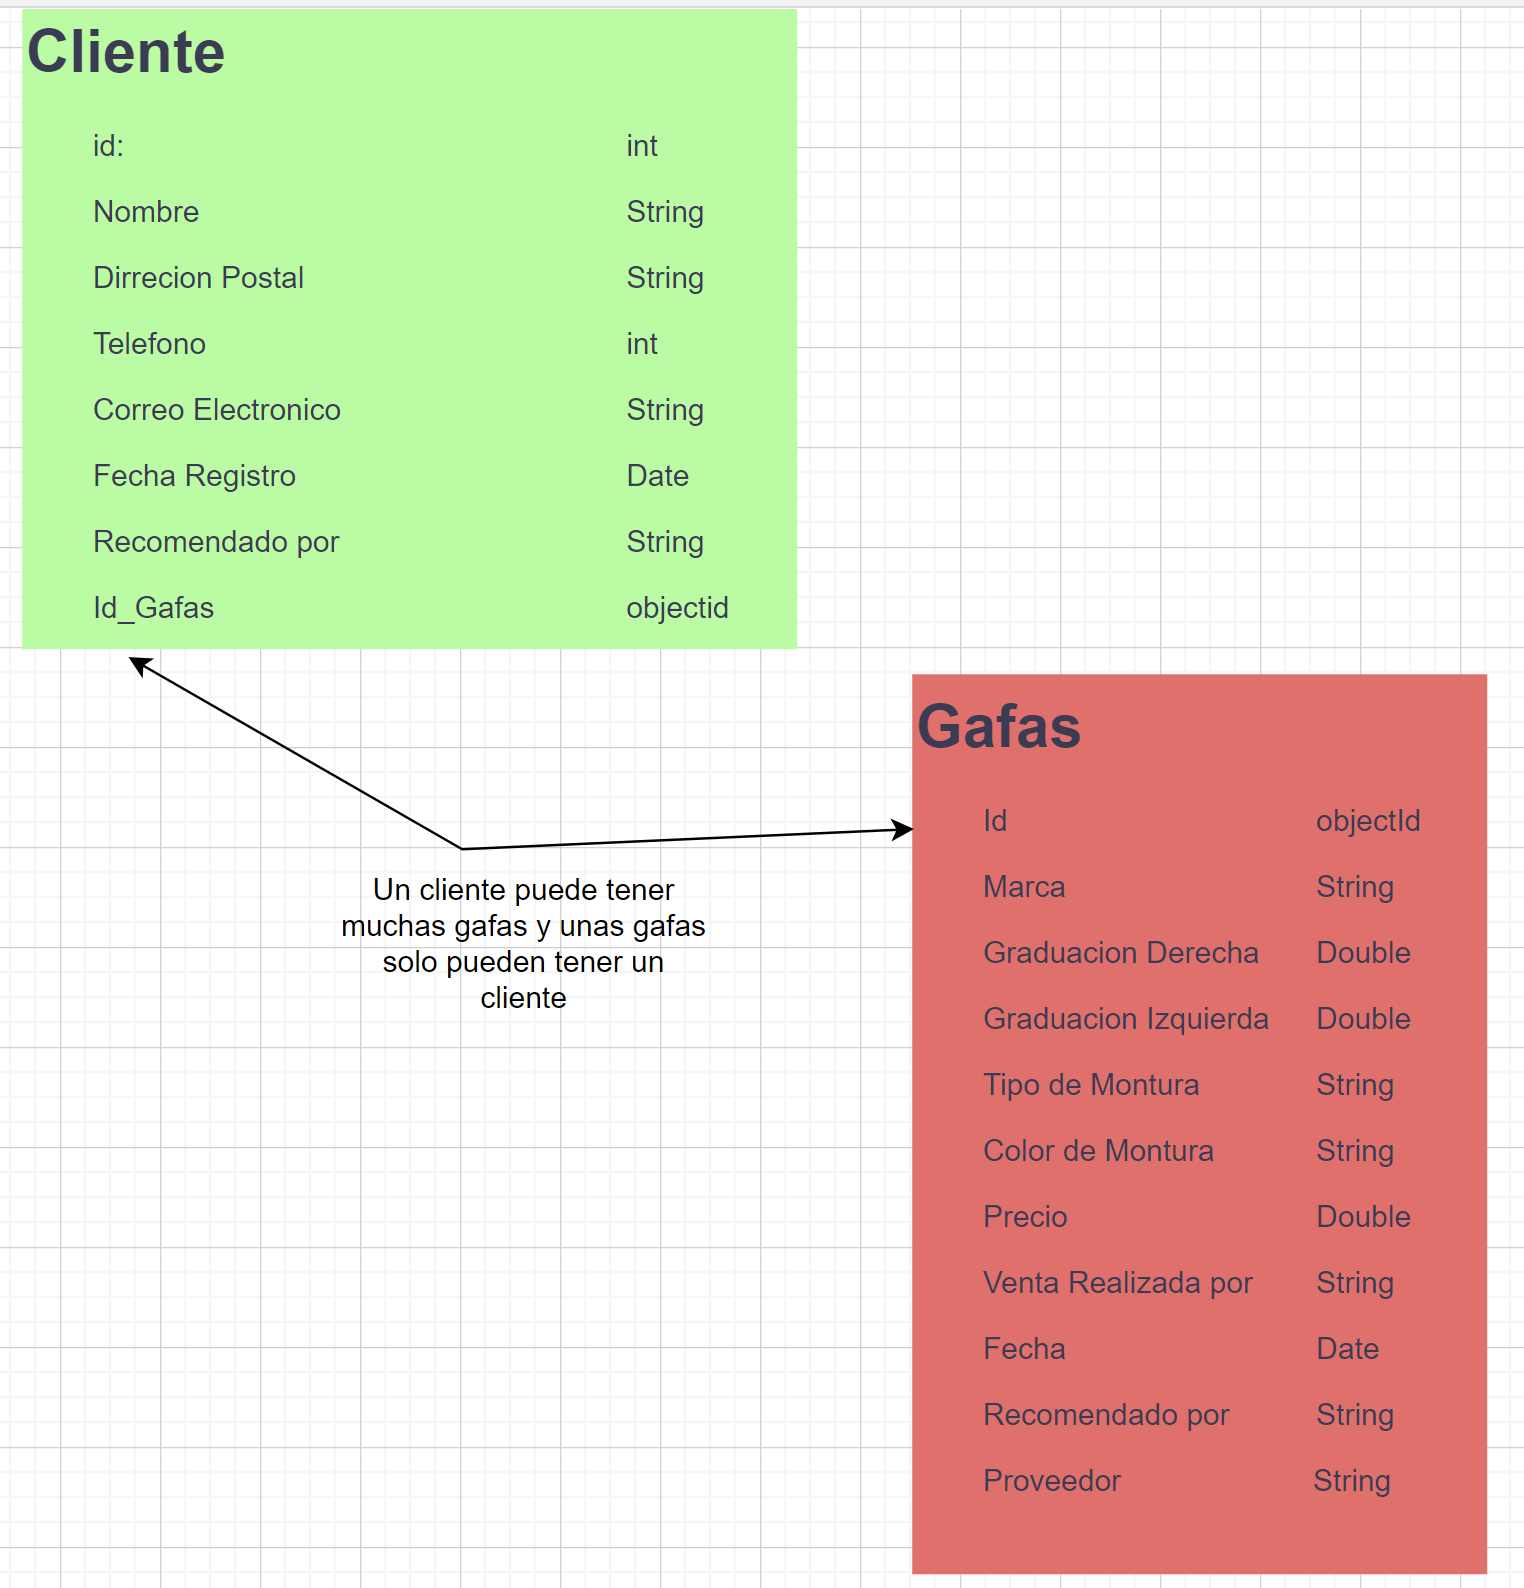 Cliente
id: int
Nombre String
Dirrecion Postal String
Telefono int
Correo Electronico String
Fecha Registro Date
Recomendado por String
Id_Gafas objectid
Un cliente puede tener
muchas gafas y unas gafas
solo pueden tener un
cliente
Gafas
Id objectId
Marca String
Graduacion Derecha Double
Graduacion Izquierda Double
Tipo de Montura String
Color de Montura String
Precio Double
Venta Realizada por String
Fecha Date
Recomendado por String
Proveedor String